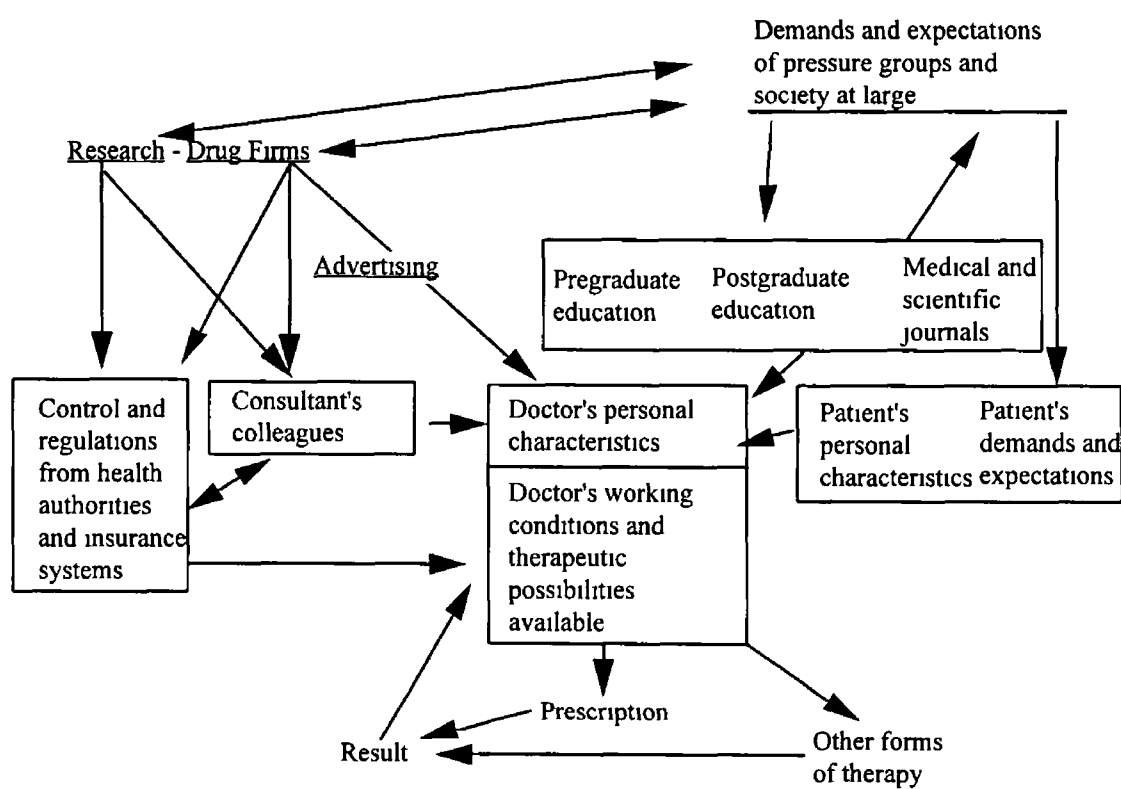 Demands and expectations
of pressure groups and
society at large
Research - Drug Firms
Advertising
Pregraduate
education
Postgraduate
education
Medical and
scientific
journals
Control and
regulations
from health
authorities
and insurance
systems
Consultant's
colleagues
Doctor's personal
characteristics
Patient's
personal
characteristics
Patient's
demands and
expectations
Doctor's working
conditions and
therapeutic
possibilities
available
Prescription
Result
Other forms
of therapy